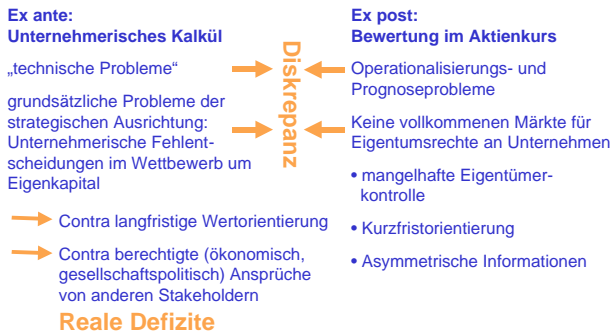 Ex ante:
Unternehmerisches Kalkül
„technische Probleme“
grundsätzliche Probleme der
strategischen Ausrichtung:
Unternehmerische Fehlent-
scheidungen im Wettbewerb um
Eigenkapital
Contra langfristige Wertorientierung
Contra berechtigte (ökonomisch,
gesellschaftspolitisch) Ansprüche
von anderen Stakeholdern
Reale Defizite
Diskrepanz
Ex post:
Bewertung im Aktienkurs
Operationalisierungs- und
Prognoseprobleme
Keine vollkommenen Märkte für
Eigentumsrechte an Unternehmen
• mangelhafte Eigentümer-
kontrolle
• Kurzfristorientierung
• Asymmetrische Informationen